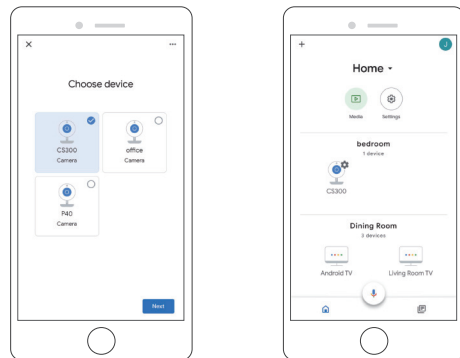 Choose device
CS300
Camera
office
Camera
P40
Camera
Next
J
Home
Media
Settings
bedroom
1 device
CS300
Dining Room
3 devices
Android TV
Living Room TV